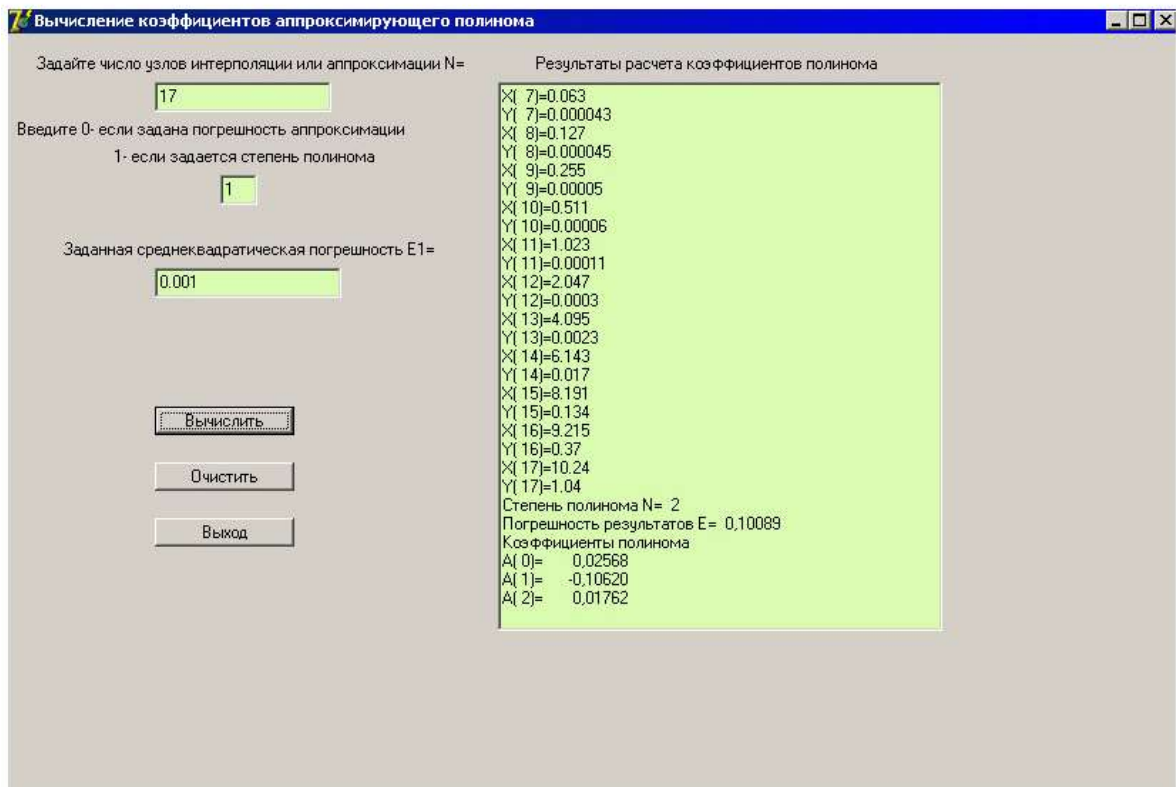 Вычисление коэффициентов аппроксимирующего полинома
Задайте число узлов интерполяции или аппроксимации N=
17
Введите 0- если задана погрешность аппроксимации
1- если задается степень полинома
1
Заданная среднеквадратическая погрешность E1=
0.001
Вычислить
Очистить
Выход
Результаты расчета коэффициентов полинома
X( 7)=0.063
Y( 7)=0.000043
X( 8)=0.127
Y( 8)=0.000045
X( 9)=0.255
Y( 9)=0.00005
X( 10)=0.511
Y( 10)=0.00006
X( 11)=1.023
Y( 11)=0.00011
X( 12)=2.047
Y( 12)=0.0003
X( 13)=4.095
Y( 13)=0.0023
X( 14)=6.143
Y( 14)=0.017
X( 15)=8.191
Y( 15)=0.134
X( 16)=9.215
Y( 16)=0.37
X( 17)=10.24
Y( 17)=1.04
Степень полинома N= 2
Погрешность результатов E= 0,10089
Коэффициенты полинома
A( 0)= 0,02568
A( 1)= -0,10620
A( 2)= 0,01762